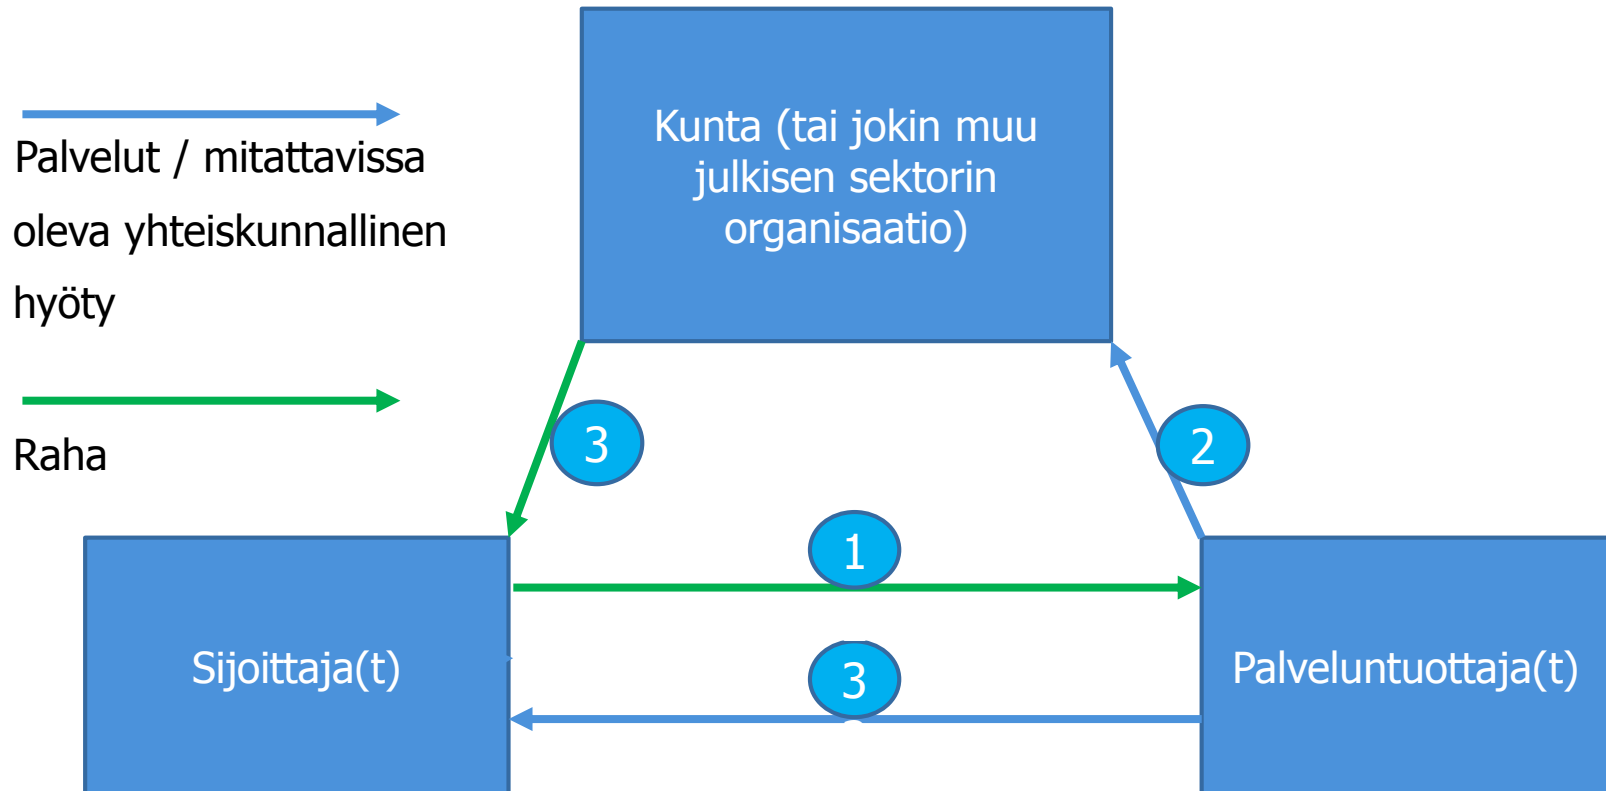 Palvelut / mitattavissa
oleva yhteiskunnallinen
hyöty
Raha
Kunta (tai jokin muu
julkisen sektorin
organisaatio)
3
2
1
3
Sijoittaja(t)
Palveluntuottaja(t)